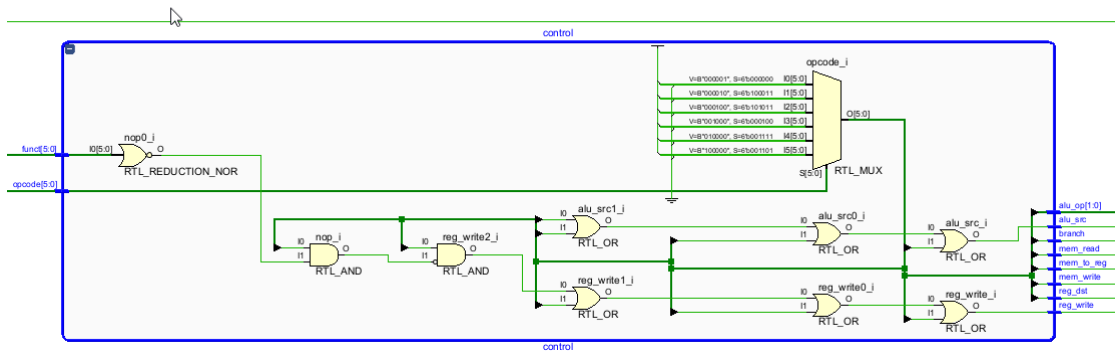 control
opcode_i
V=B"000001", S=6'b000000 I0[5:0]
V=B"000010", S=6'b100011 I1[5:0]
V=B"000100", S=6'b101011 I2[5:0]
V=B"001000", S=6'b000100 I3[5:0]
V=B"010000", S=6'b001111 I4[5:0]
V=B"100000", S=6'b001101 I5[5:0]
O[5:0]
S[5:0]
RTL_MUX
nop0_i
funct[5:0]
I0[5:0]
O
RTL_REDUCTION_NOR
opcode[5:0]
nop_i
I0
I1
O
RTL_AND
reg_write2_i
I0
I1
O
RTL_AND
alu_src1_i
I0
I1
O
RTL_OR
alu_src0_i
I0
I1
O
RTL_OR
alu_src_i
I0
I1
O
RTL_OR
reg_write1_i
I0
I1
O
RTL_OR
reg_write0_i
I0
I1
O
RTL_OR
reg_write_i
I0
I1
O
RTL_OR
alu_op[1:0]
alu_src
branch
mem_read
mem_to_reg
mem_write
reg_dst
reg_write
control